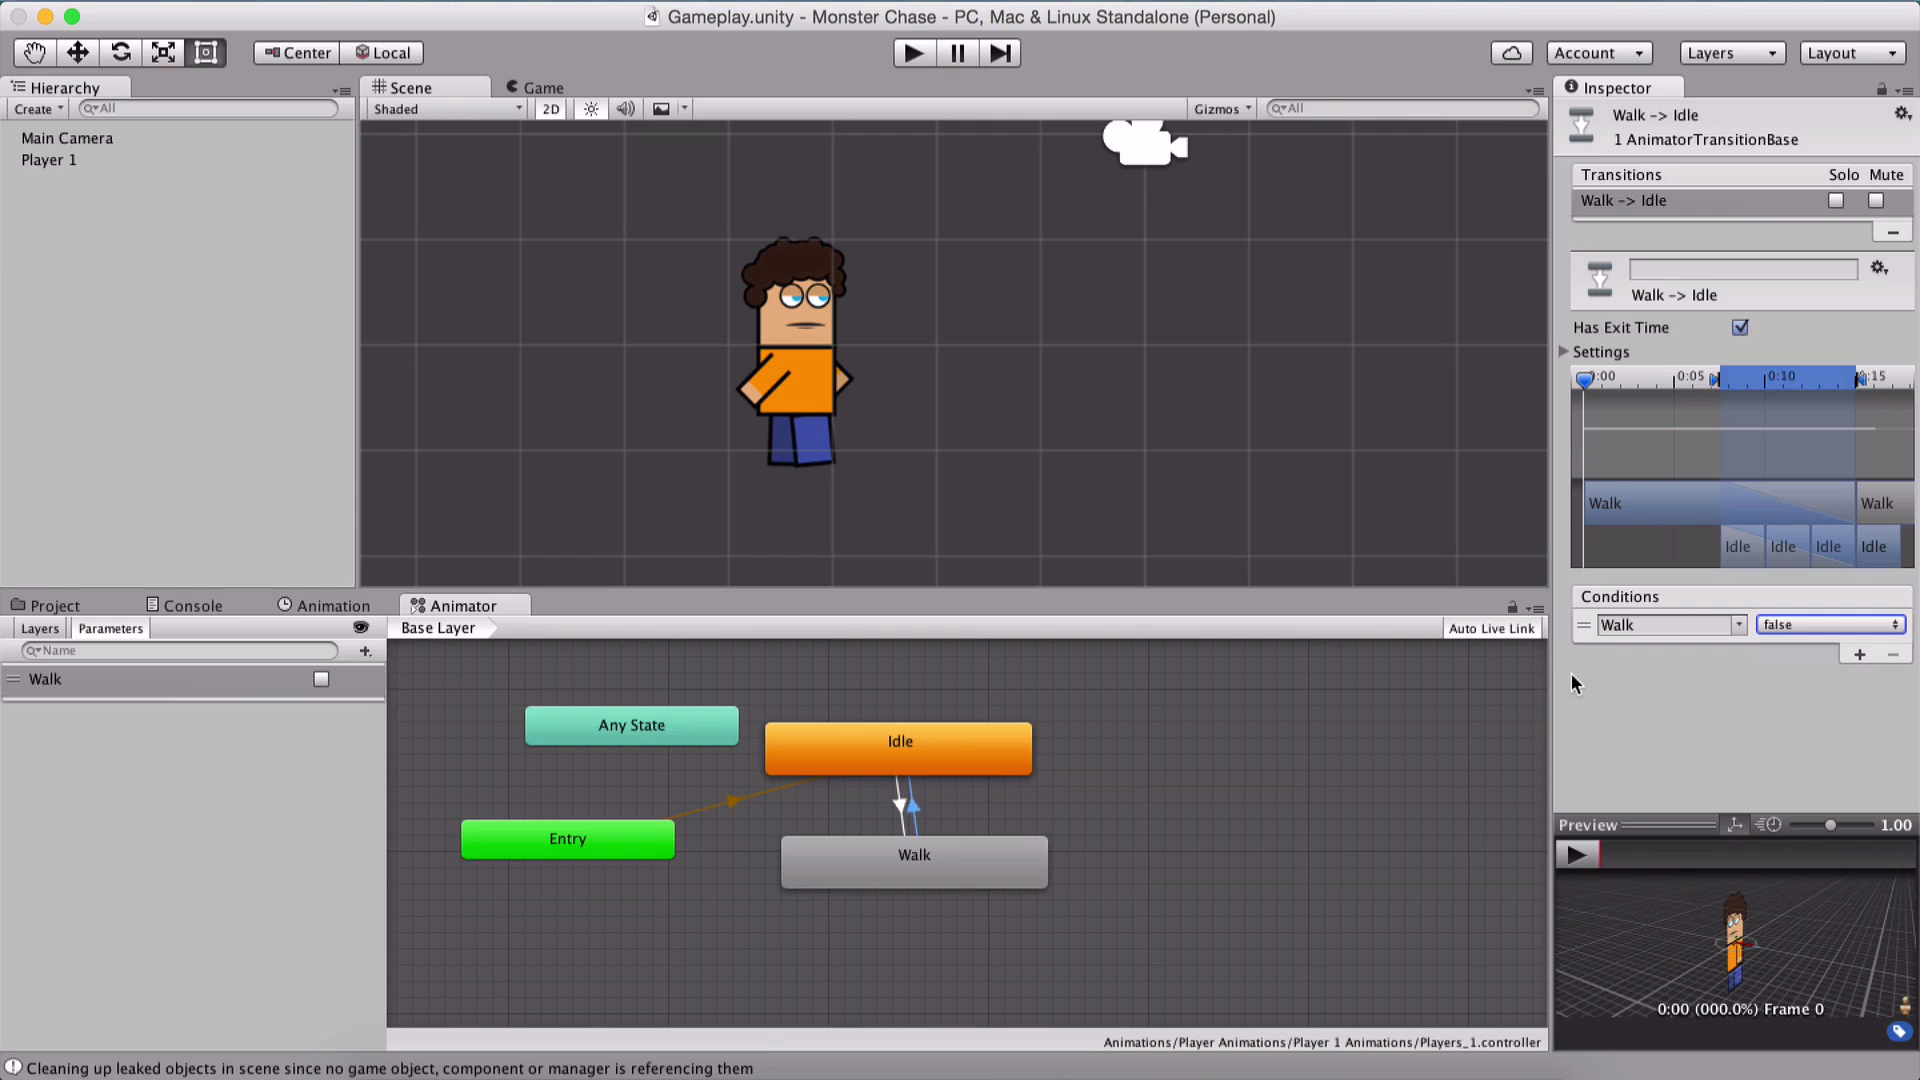 Gameplay.unity - Monster Chase - PC, Mac & Linux Standalone (Personal)
Center
Local
Account
Layers
Layout
Hierarchy
Create
All
Main Camera
Player 1
Scene
Game
Shaded
2D
Gizmos
All
Inspector
Walk -> Idle
1 AnimatorTransitionBase
Transitions Solo Mute
Walk -> Idle
Walk -> Idle
Has Exit Time
Settings
0:05 0:10
Walk Walk
Idle Idle Idle Idle
Conditions
Walk false
Preview 1.00
0:00 (000.0%) Frame 0
Project
Console
Animation
Animator
Layers
Parameters
Base Layer
Auto Live Link
Name
Walk
Any State
Idle
Entry
Walk
Animations/Player Animations/Player 1 Animations/Players_1.controller
Cleaning up leaked objects in scene since no game object, component or manager is referencing them